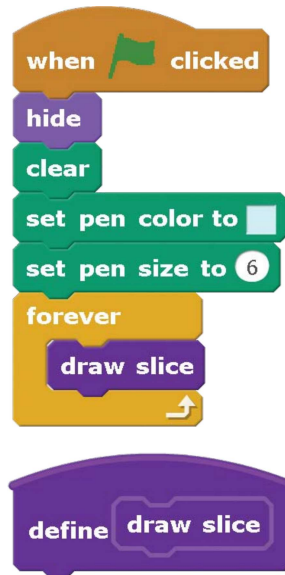 when clicked
hide
clear
set pen color to
set pen size to 6
forever
draw slice
define draw slice